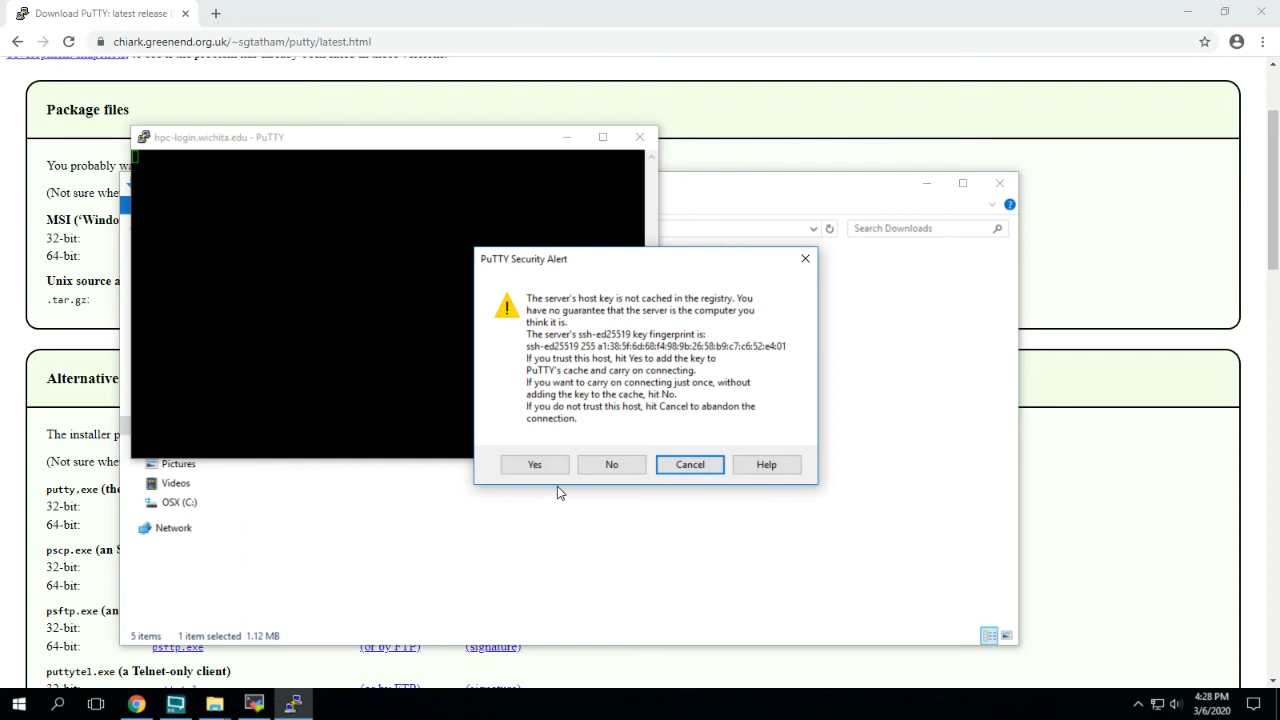 Download PuTTY: latest release (
chiark.greenend.org.uk/~sgtatham/putty/latest.html
Package files
hpc-login.wichita.edu - PuTTY
You probably w
(Not sure whe
MSI (‘Windo
32-bit:
64-bit:
Unix source a
.tar.gz:
Search Downloads
PuTTY Security Alert
The server's host key is not cached in the registry. You
have no guarantee that the server is the computer you
think it is.
The server's ssh-ed25519 key fingerprint is:
ssh-ed25519 255 a1:38:5f:6d:68:f4:98:9b:26:58:b9:c7:c6:52:e4:01
If you trust this host, hit Yes to add the key to
PuTTY's cache and carry on connecting.
If you want to carry on connecting just once, without
adding the key to the cache, hit No.
If you do not trust this host, hit Cancel to abandon the
connection.
Yes No Cancel Help
Alternative
The installer p
(Not sure whe
putty.exe (the
32-bit:
64-bit:
pscp.exe (an S
32-bit:
64-bit:
psftp.exe (an
32-bit:
64-bit:
Pictures
Videos
OSX (C:)
Network
5 items 1 item selected 1.12 MB
psftp.exe (or by FTP) (signature)
puttytel.exe (a Telnet-only client)
32-bit: (or by FTP) (signature)
4:28 PM
3/6/2020